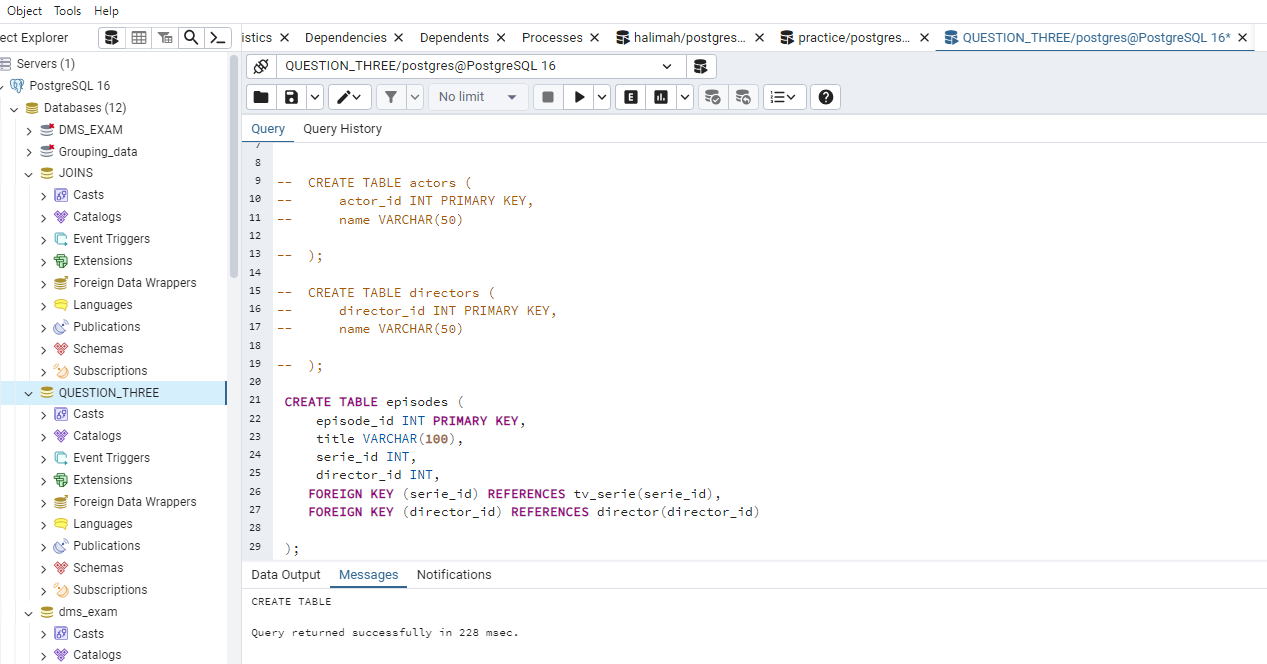 Object Tools Help
ect Explorer
istics
Dependencies
Dependents
Processes
halimah/postgres...
practice/postgres...
QUESTION_THREE/postgres@PostgreSQL 16*
Servers (1)
PostgreSQL 16
Databases (12)
DMS_EXAM
Grouping_data
JOINS
Casts
Catalogs
Event Triggers
Extensions
Foreign Data Wrappers
Languages
Publications
Schemas
Subscriptions
QUESTION_THREE
Casts
Catalogs
Event Triggers
Extensions
Foreign Data Wrappers
Languages
Publications
Schemas
Subscriptions
dms_exam
Casts
Catalogs
QUESTION_THREE/postgres@PostgreSQL 16
No limit
E
Query Query History
7
8
9 -- CREATE TABLE actors (
10 -- actor_id INT PRIMARY KEY,
11 -- name VARCHAR(50)
12
13 -- );
14
15 -- CREATE TABLE directors (
16 -- director_id INT PRIMARY KEY,
17 -- name VARCHAR(50)
18
19 -- );
20
21 CREATE TABLE episodes (
22 episode_id INT PRIMARY KEY,
23 title VARCHAR(100),
24 serie_id INT,
25 director_id INT,
26 FOREIGN KEY (serie_id) REFERENCES tv_serie(serie_id),
27 FOREIGN KEY (director_id) REFERENCES director(director_id)
28
29 );
Data Output Messages Notifications
CREATE TABLE
Query returned successfully in 228 msec.